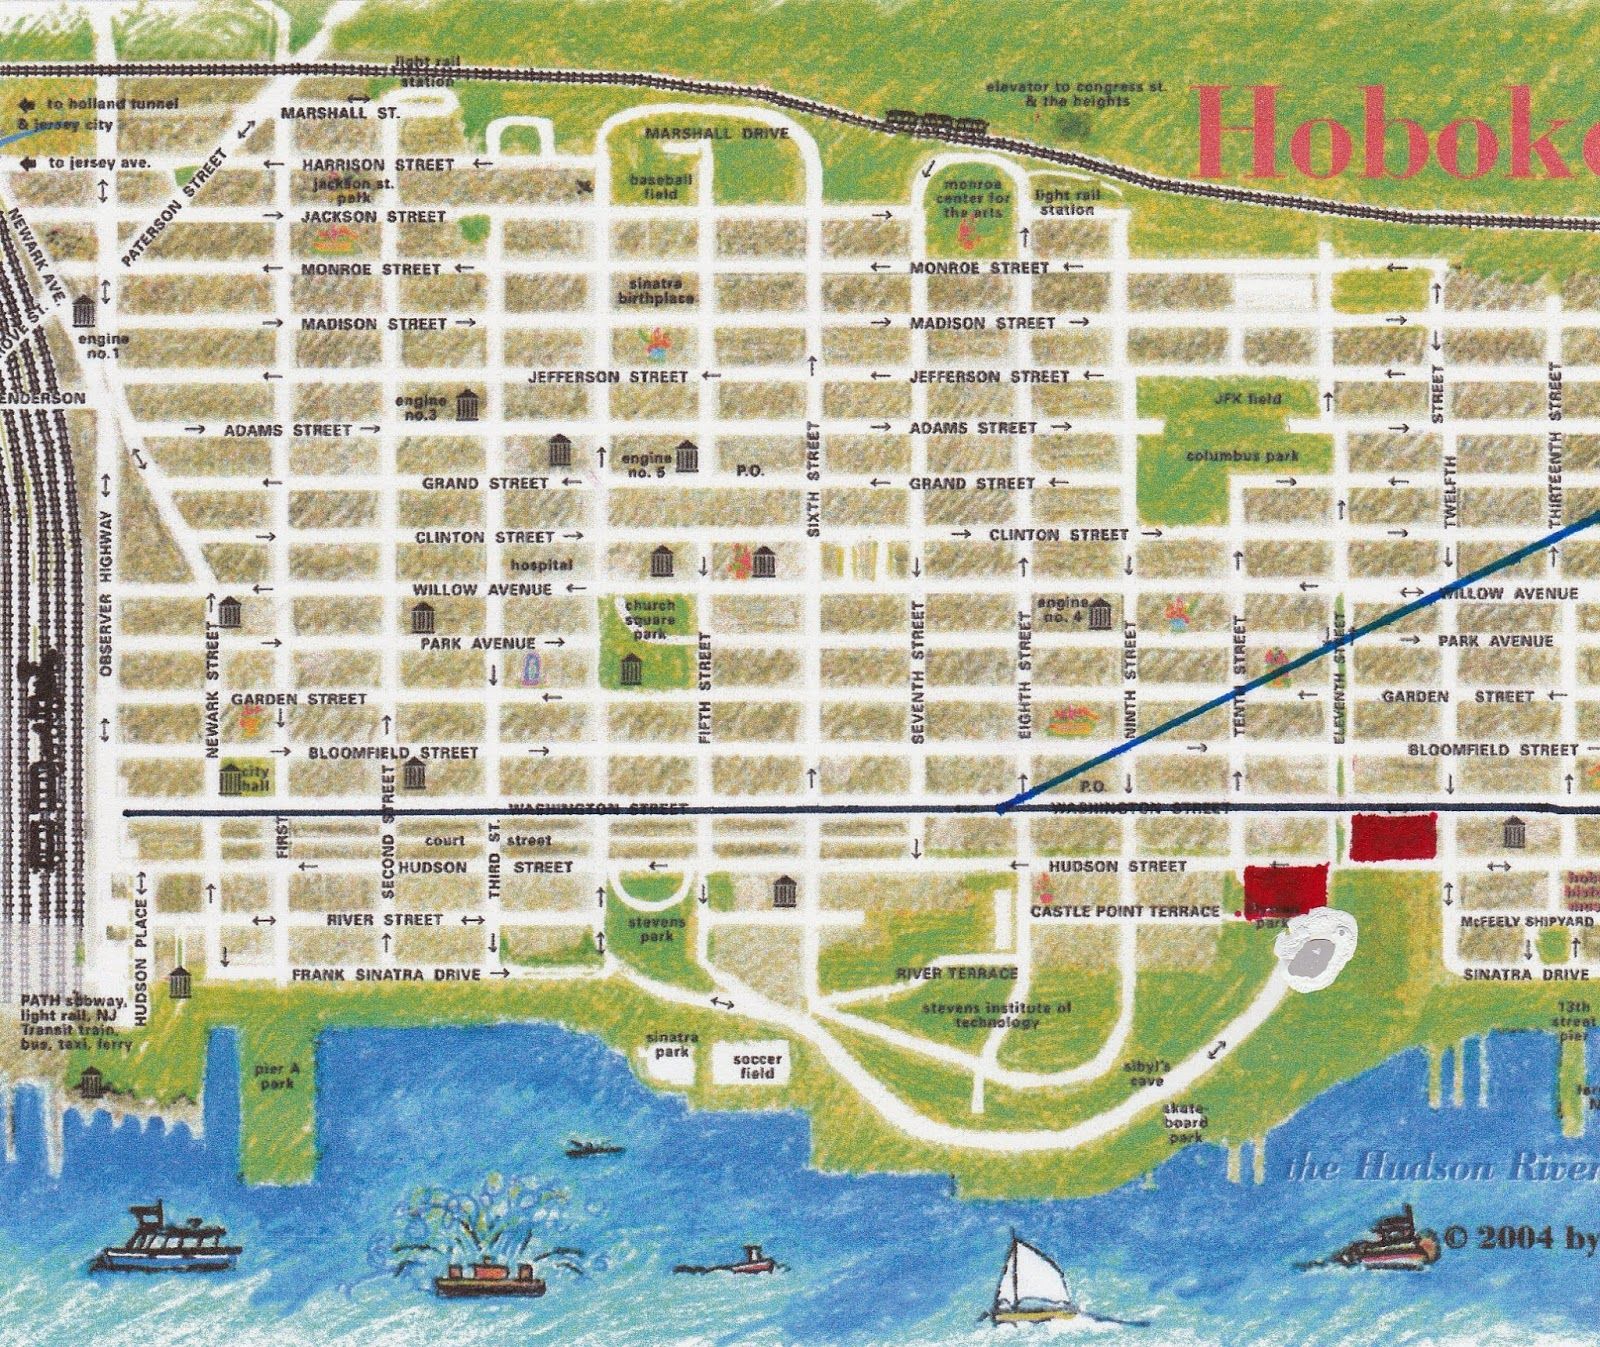 light rail
station
elevator to congress st.
& the heights
Hoboke
to holland tunnel
& jersey city
MARSHALL ST.
MARSHALL DRIVE
to jersey ave.
HARRISON STREET
jackson st.
park
baseball
field
monroe
center for
the arts
light rail
station
PATERSON STREET
NEWARK AVE.
JACKSON STREET
MONROE STREET
MONROE STREET
sinatra
birthplace
engine
no.1
MADISON STREET
MADISON STREET
JEFFERSON STREET
JEFFERSON STREET
ENDERSON
engine
no.3
JFK field
ADAMS STREET
ADAMS STREET
engine
no. 5
P.O.
columbus park
GRAND STREET
GRAND STREET
SIXTH STREET
TWELFTH STREET
THIRTEENTH STREET
CLINTON STREET
CLINTON STREET
hospital
OBSERVER HIGHWAY
WILLOW AVENUE
WILLOW AVENUE
church
square
park
engine
no. 4
PARK AVENUE
PARK AVENUE
NEWARK STREET
FIFTH STREET
SEVENTH STREET
EIGHTH STREET
NINTH STREET
TENTH STREET
ELEVENTH STREET
GARDEN STREET
GARDEN STREET
BLOOMFIELD STREET
BLOOMFIELD STREET
city
hall
P.O.
WASHINGTON STREET
WASHINGTON STREET
FIRST
SECOND STREET
THIRD ST.
court street
HUDSON STREET
HUDSON STREET
CASTLE POINT TERRACE
park
McFEELY SHIPYARD
HUDSON PLACE
RIVER STREET
stevens
park
FRANK SINATRA DRIVE
RIVER TERRACE
SINATRA DRIVE
PATH subway,
light rail, NJ
Transit train,
bus, taxi, ferry
stevens institute of
technology
13th
street
pier
sinatra
park
soccer
field
pier A
park
sibyl's
cave
skate-
board
park
the Hudson River
© 2004 by